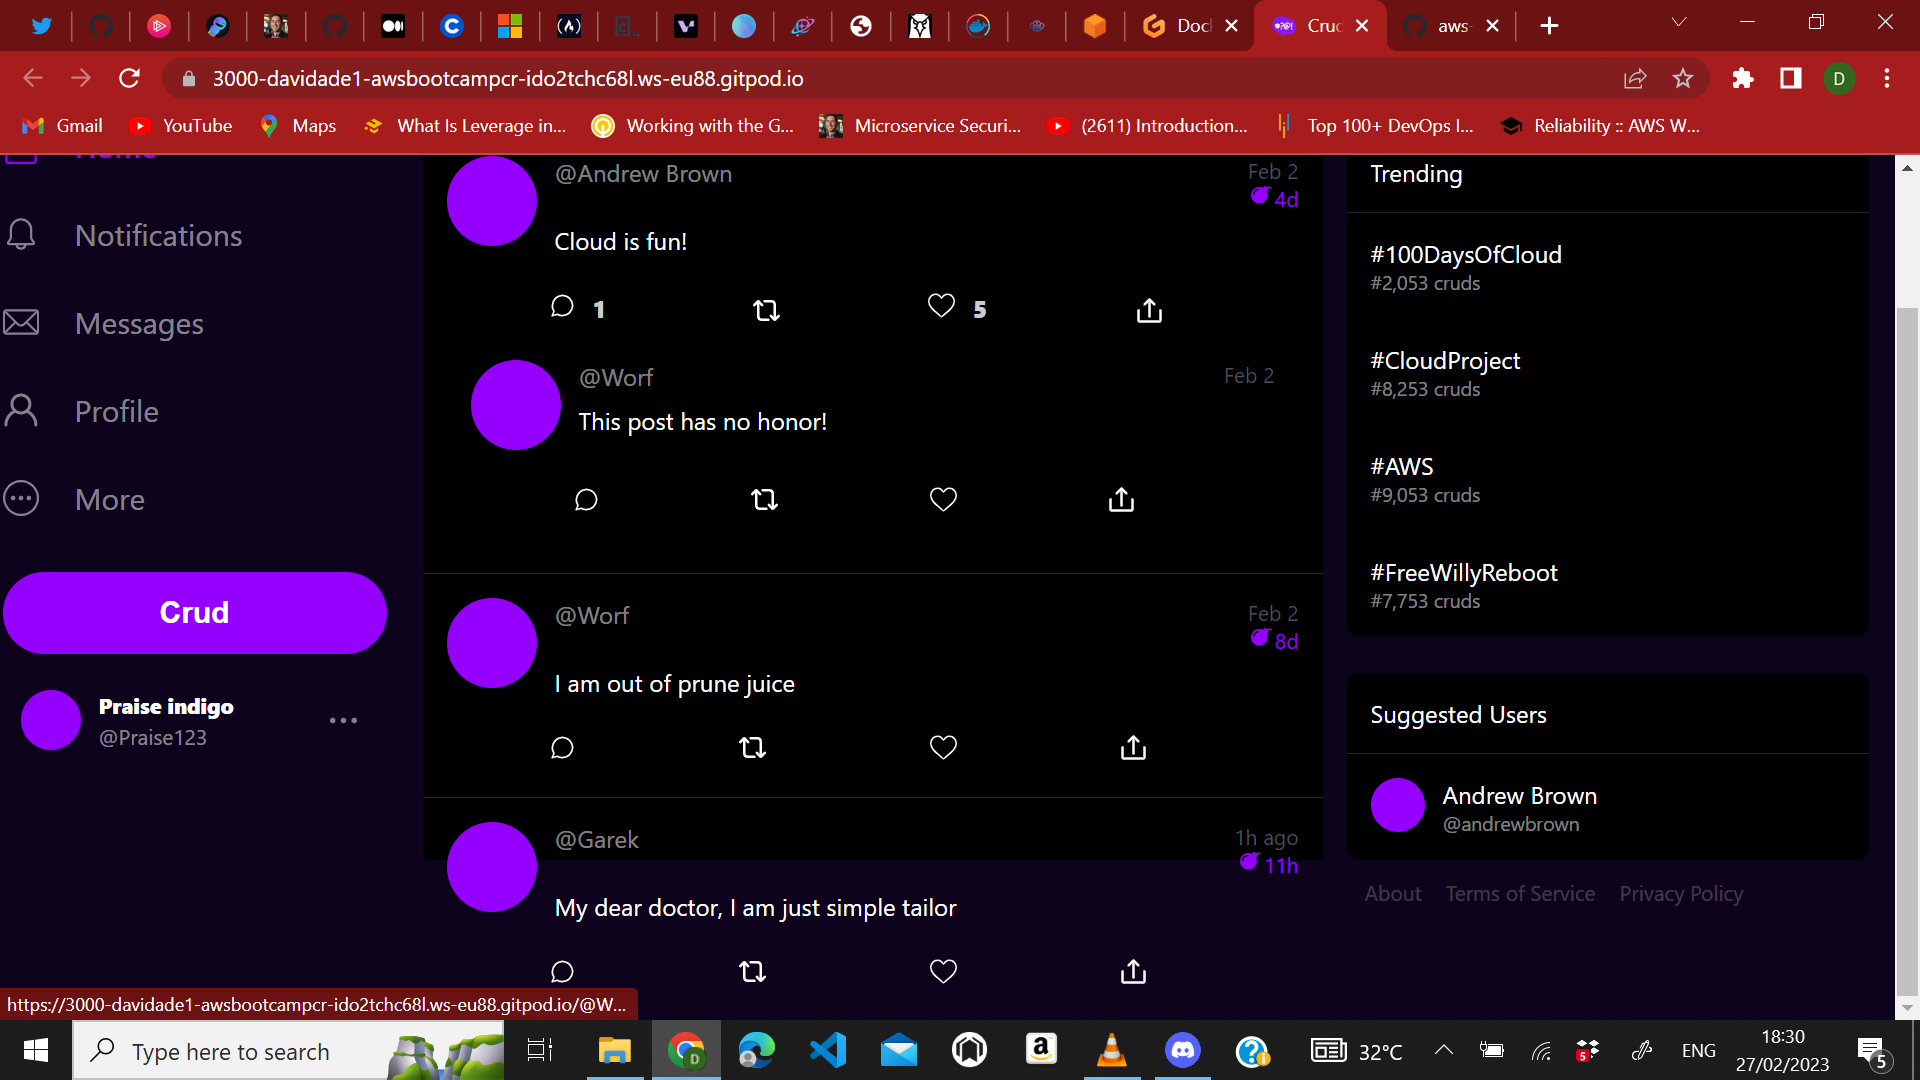 Doc
Cruc
aws-
3000-davidade1-awsbootcampcr-ido2tchc68l.ws-eu88.gitpod.io
D
Gmail
YouTube
Maps
What Is Leverage in...
Working with the G...
Microservice Securi...
(2611) Introduction...
Top 100+ DevOps I...
Reliability :: AWS W...
Home
Notifications
Messages
Profile
More
Crud
Praise indigo
@Praise123
@Andrew Brown
Feb 2
4d
Cloud is fun!
1
5
@Worf
Feb 2
This post has no honor!
@Worf
Feb 2
8d
I am out of prune juice
@Garek
1h ago
11h
My dear doctor, I am just simple tailor
Trending
#100DaysOfCloud
#2,053 cruds
#CloudProject
#8,253 cruds
#AWS
#9,053 cruds
#FreeWillyReboot
#7,753 cruds
Suggested Users
Andrew Brown
@andrewbrown
About Terms of Service Privacy Policy
https://3000-davidade1-awsbootcampcr-ido2tchc68l.ws-eu88.gitpod.io/@W...
Type here to search
32°C
5
ENG
18:30
27/02/2023
5